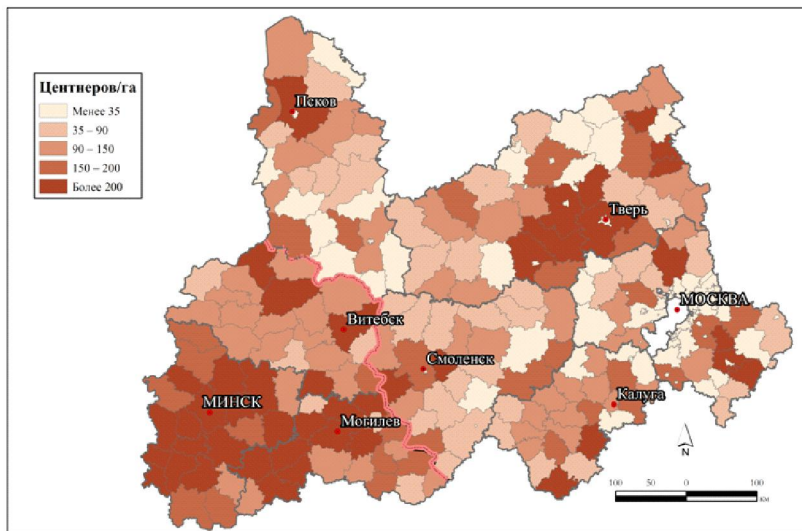 Центнеров/га
Менее 35
35 – 90
90 – 150
150 – 200
Более 200
Псков
Тверь
МОСКВА
Витебск
Смоленск
Калуга
МИНСК
Могилев
N
100 50 0 100
км